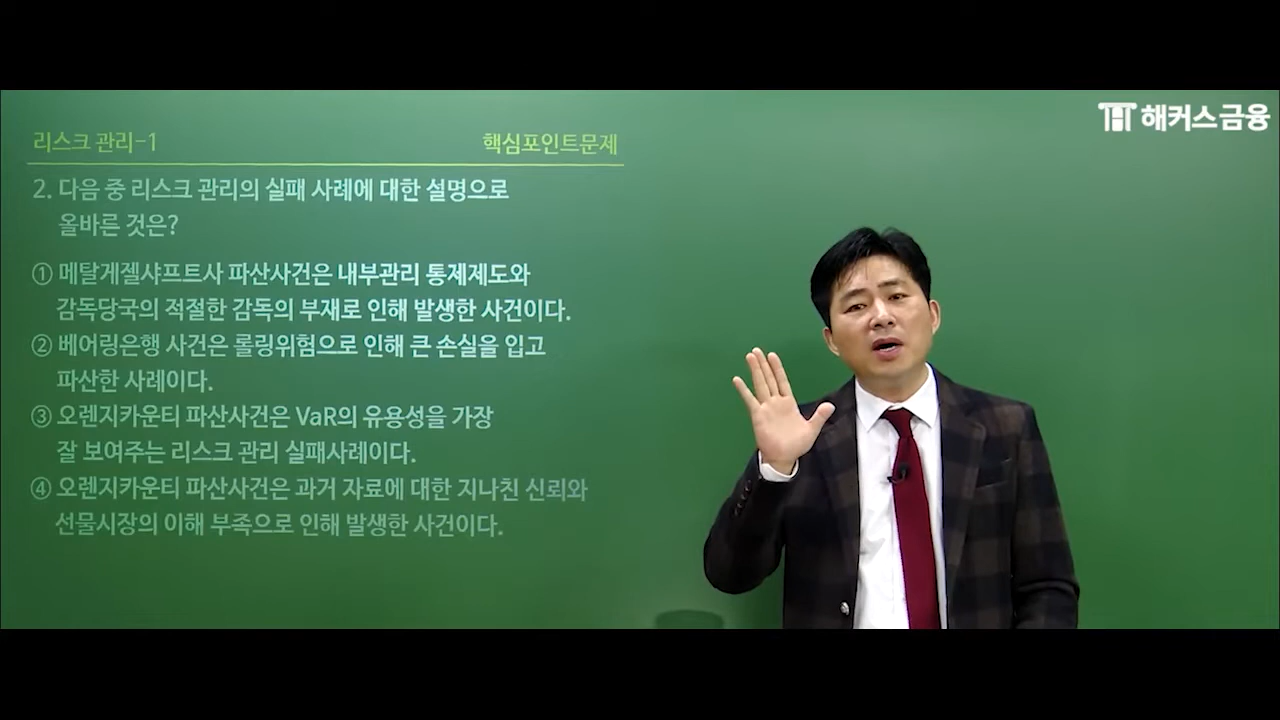 해커스금융
리스크 관리-1 핵심포인트문제
2. 다음 중 리스크 관리의 실패 사례에 대한 설명으로
올바른 것은?
① 메탈게젤샤프트사 파산사건은 내부관리 통제제도와
감독당국의 적절한 감독의 부재로 인해 발생한 사건이다.
② 베어링은행 사건은 롤링위험으로 인해 큰 손실을 입고
파산한 사례이다.
③ 오렌지카운티 파산사건은 VaR의 유용성을 가장
잘 보여주는 리스크 관리 실패사례이다.
④ 오렌지카운티 파산사건은 과거 자료에 대한 지나친 신뢰와
선물시장의 이해 부족으로 인해 발생한 사건이다.